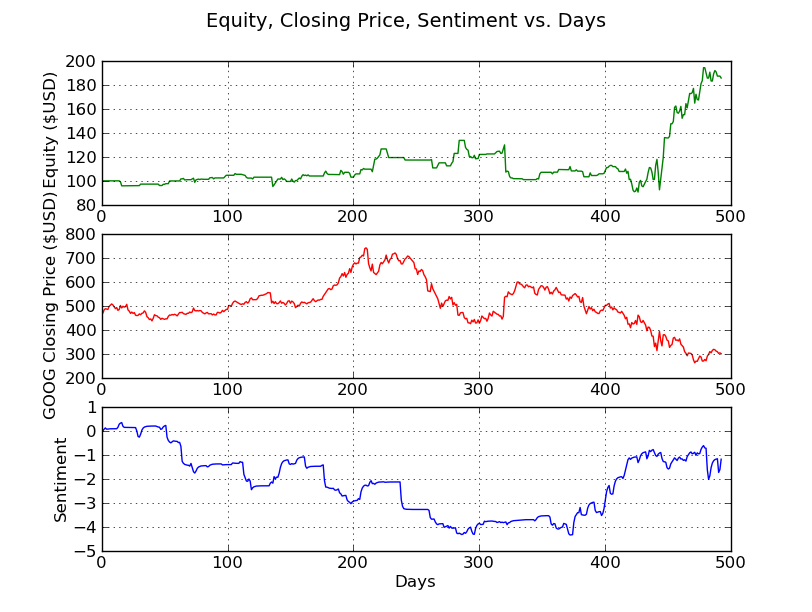 Equity, Closing Price, Sentiment vs. Days
Equity ($USD)
200
180
160
140
120
100
80
0 100 200 300 400 500
GOOG Closing Price ($USD)
800
700
600
500
400
300
200
0 100 200 300 400 500
Sentiment
1
0
−1
−2
−3
−4
−5
0 100 200 300 400 500
Days